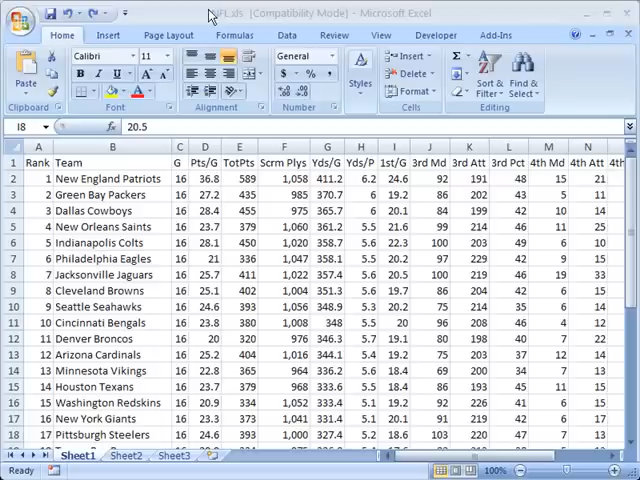 NFL.xls [Compatibility Mode] - Microsoft Excel
Home Insert Page Layout Formulas Data Review View Developer Add-Ins
Paste Calibri 11 General Insert Delete Format Styles Sort & Filter Find & Select
Clipboard Font Alignment Number Cells Editing
I8 20.5
A B C D E F G H I J K L M N
1 Rank Team G Pts/G TotPts Scrm Plys Yds/G Yds/P 1st/G 3rd Md 3rd Att 3rd Pct 4th Md 4th Att 4th
2 1 New England Patriots 16 36.8 589 1,058 411.2 6.2 24.6 92 191 48 15 21
3 2 Green Bay Packers 16 27.2 435 985 370.7 6 19.2 86 202 43 5 11
4 3 Dallas Cowboys 16 28.4 455 975 365.7 6 20.1 84 199 42 10 14
5 4 New Orleans Saints 16 23.7 379 1,060 361.2 5.5 21.6 99 214 46 11 25
6 5 Indianapolis Colts 16 28.1 450 1,020 358.7 5.6 22.3 100 203 49 6 10
7 6 Philadelphia Eagles 16 21 336 1,047 358.1 5.5 20.2 97 229 42 9 15
8 7 Jacksonville Jaguars 16 25.7 411 1,022 357.4 5.6 20.5 100 219 46 19 33
9 8 Cleveland Browns 16 25.1 402 1,004 351.3 5.6 19.7 86 204 42 6 12
10 9 Seattle Seahawks 16 24.6 393 1,056 348.9 5.3 20.2 75 214 35 6 14
11 10 Cincinnati Bengals 16 23.8 380 1,008 348 5.5 20 96 208 46 4 12
12 11 Denver Broncos 16 20 320 976 346.3 5.7 19.1 80 198 40 7 22
13 12 Arizona Cardinals 16 25.2 404 1,016 344.1 5.4 19.2 75 203 37 12 14
14 13 Minnesota Vikings 16 22.8 365 964 336.2 5.6 18.4 69 200 34 7 13
15 14 Houston Texans 16 23.7 379 968 333.6 5.5 18.4 86 193 45 11 15
16 15 Washington Redskins 16 20.9 334 1,042 333.4 5.1 19.2 91 226 41 6 15
17 16 New York Giants 16 23.3 373 1,041 331.4 5.1 20.1 91 219 42 6 17
18 17 Pittsburgh Steelers 16 24.6 393 1,000 327.2 5.2 18.6 103 220 47 7 13
Sheet1 Sheet2 Sheet3
Ready 100%